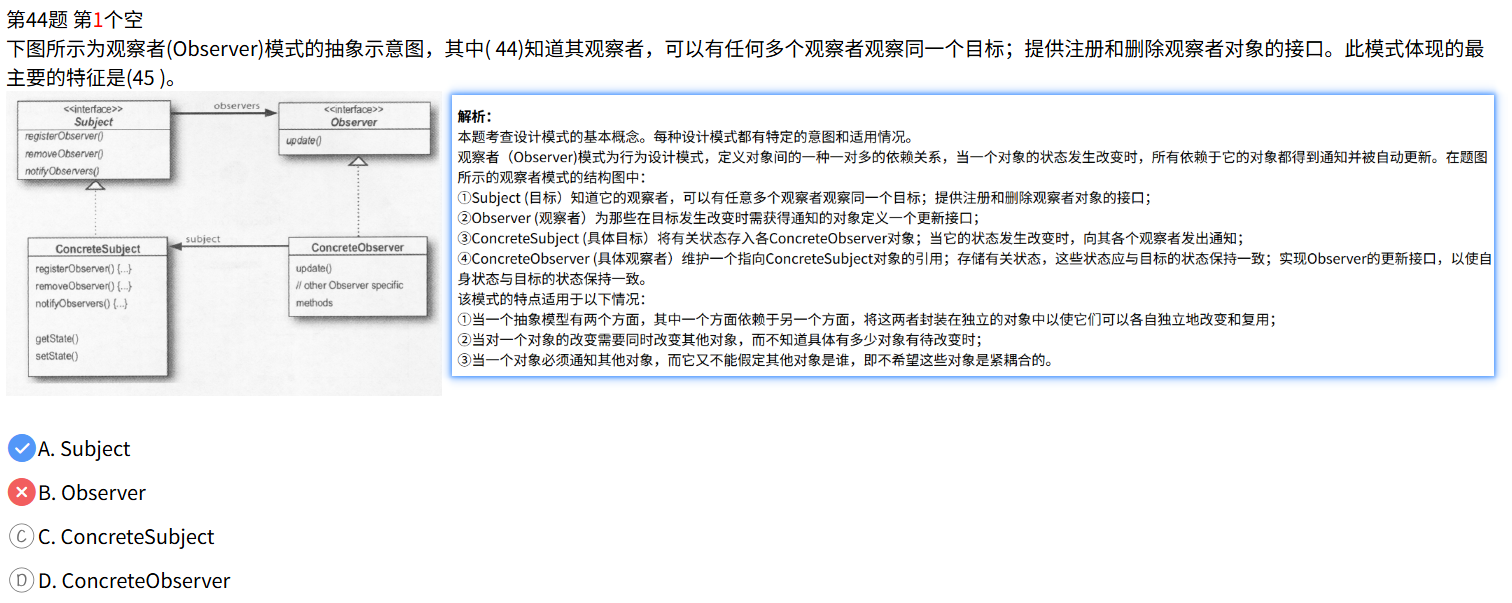 第44题 第1个空
下图所示为观察者(Observer)模式的抽象示意图，其中( 44)知道其观察者，可以有任何多个观察者观察同一个目标；提供注册和删除观察者对象的接口。此模式体现的最
主要的特征是(45 )。
<<interface>>
Subject
registerObserver()
removeObserver()
notifyObservers()
observers
<<interface>>
Observer
update()
ConcreteSubject
registerObserver() {...}
removeObserver() {...}
notifyObservers() {...}
getState()
setState()
subject
ConcreteObserver
update()
// other Observer specific
methods
解析：
本题考查设计模式的基本概念。每种设计模式都有特定的意图和适用情况。
观察者（Observer)模式为行为设计模式，定义对象间的一种一对多的依赖关系，当一个对象的状态发生改变时，所有依赖于它的对象都得到通知并被自动更新。在题图
所示的观察者模式的结构图中：
①Subject (目标）知道它的观察者，可以有任意多个观察者观察同一个目标；提供注册和删除观察者对象的接口；
②Observer (观察者）为那些在目标发生改变时需获得通知的对象定义一个更新接口；
③ConcreteSubject (具体目标）将有关状态存入各ConcreteObserver对象；当它的状态发生改变时，向其各个观察者发出通知；
④ConcreteObserver (具体观察者）维护一个指向ConcreteSubject对象的引用；存储有关状态，这些状态应与目标的状态保持一致；实现Observer的更新接口，以使自
身状态与目标的状态保持一致。
该模式的特点适用于以下情况：
①当一个抽象模型有两个方面，其中一个方面依赖于另一个方面，将这两者封装在独立的对象中以使它们可以各自独立地改变和复用；
②当对一个对象的改变需要同时改变其他对象，而不知道具体有多少对象有待改变时；
③当一个对象必须通知其他对象，而它又不能假定其他对象是谁，即不希望这些对象是紧耦合的。
A. Subject
B. Observer
C C. ConcreteSubject
D D. ConcreteObserver